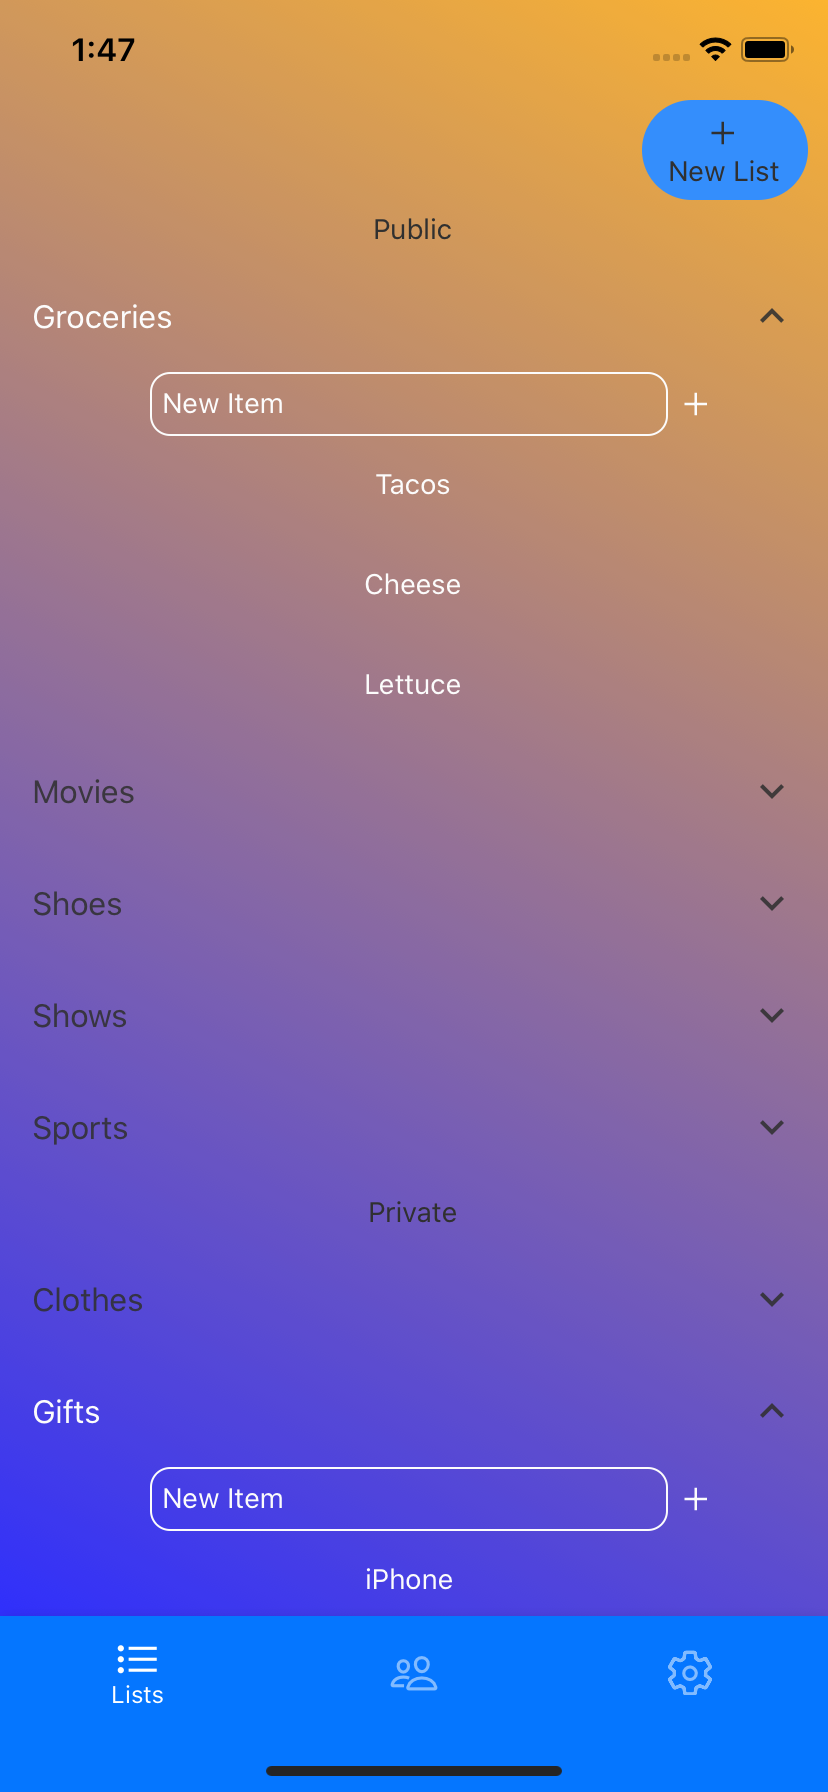 1:47
New List
Public
Groceries
New Item
Tacos
Cheese
Lettuce
Movies
Shoes
Shows
Sports
Private
Clothes
Gifts
New Item
iPhone
Lists